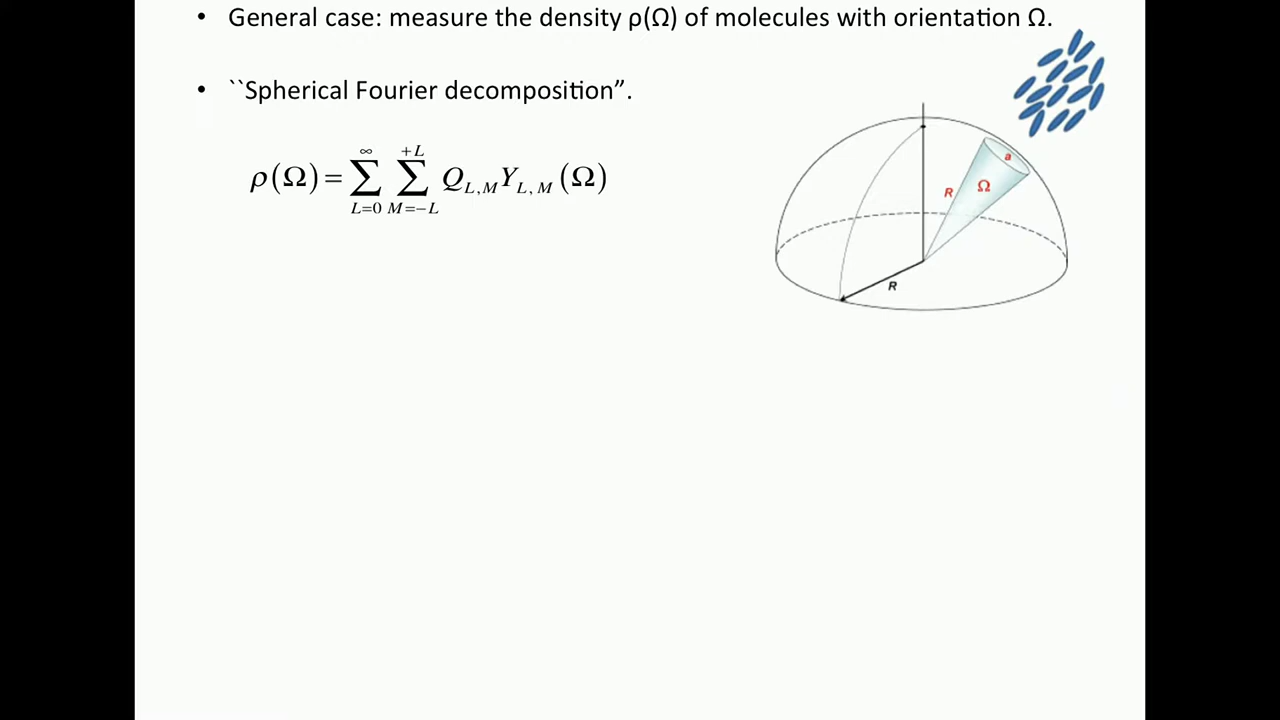 • General case: measure the density ρ(Ω) of molecules with orientation Ω.
• ``Spherical Fourier decomposition”.
ρ(Ω) = ∑_{L=0}^{∞} ∑_{M=−L}^{+L} Q_{L,M} Y_{L,M} (Ω)
a
R
Ω
R